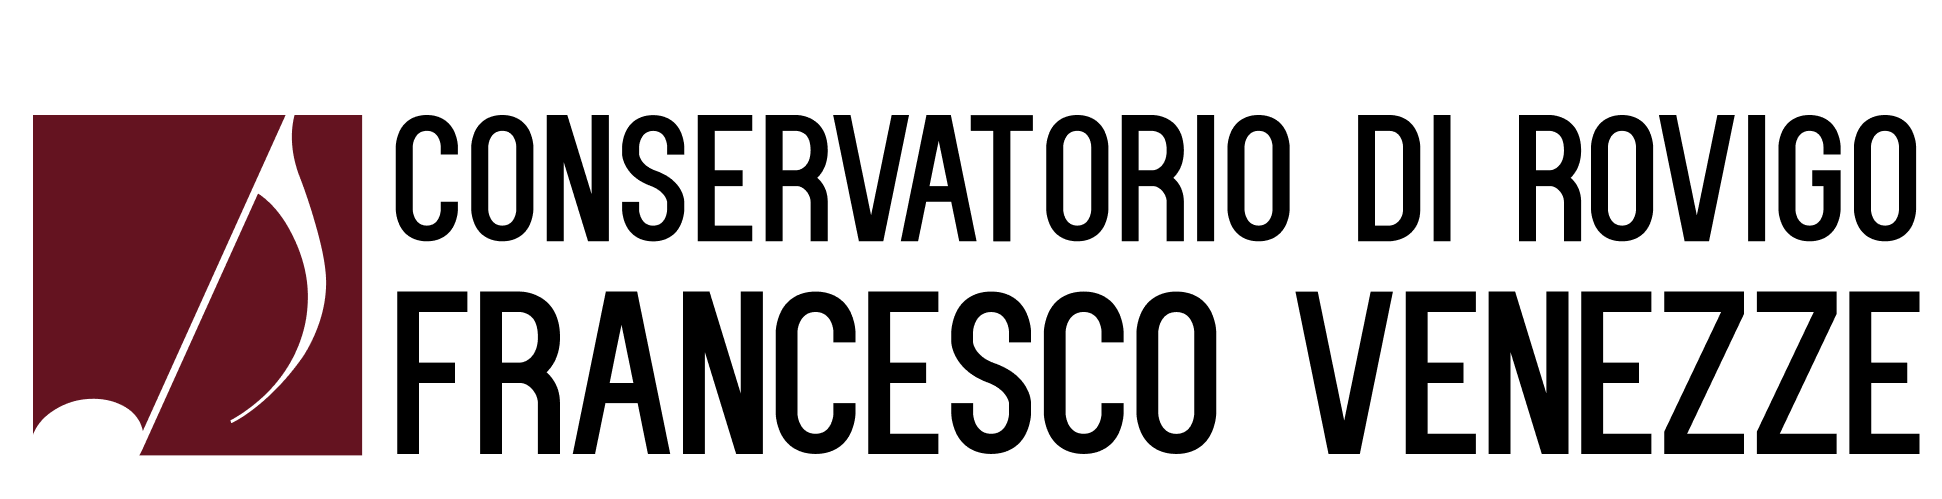 CONSERVATORIO DI ROVIGO
FRANCESCO VENEZZE